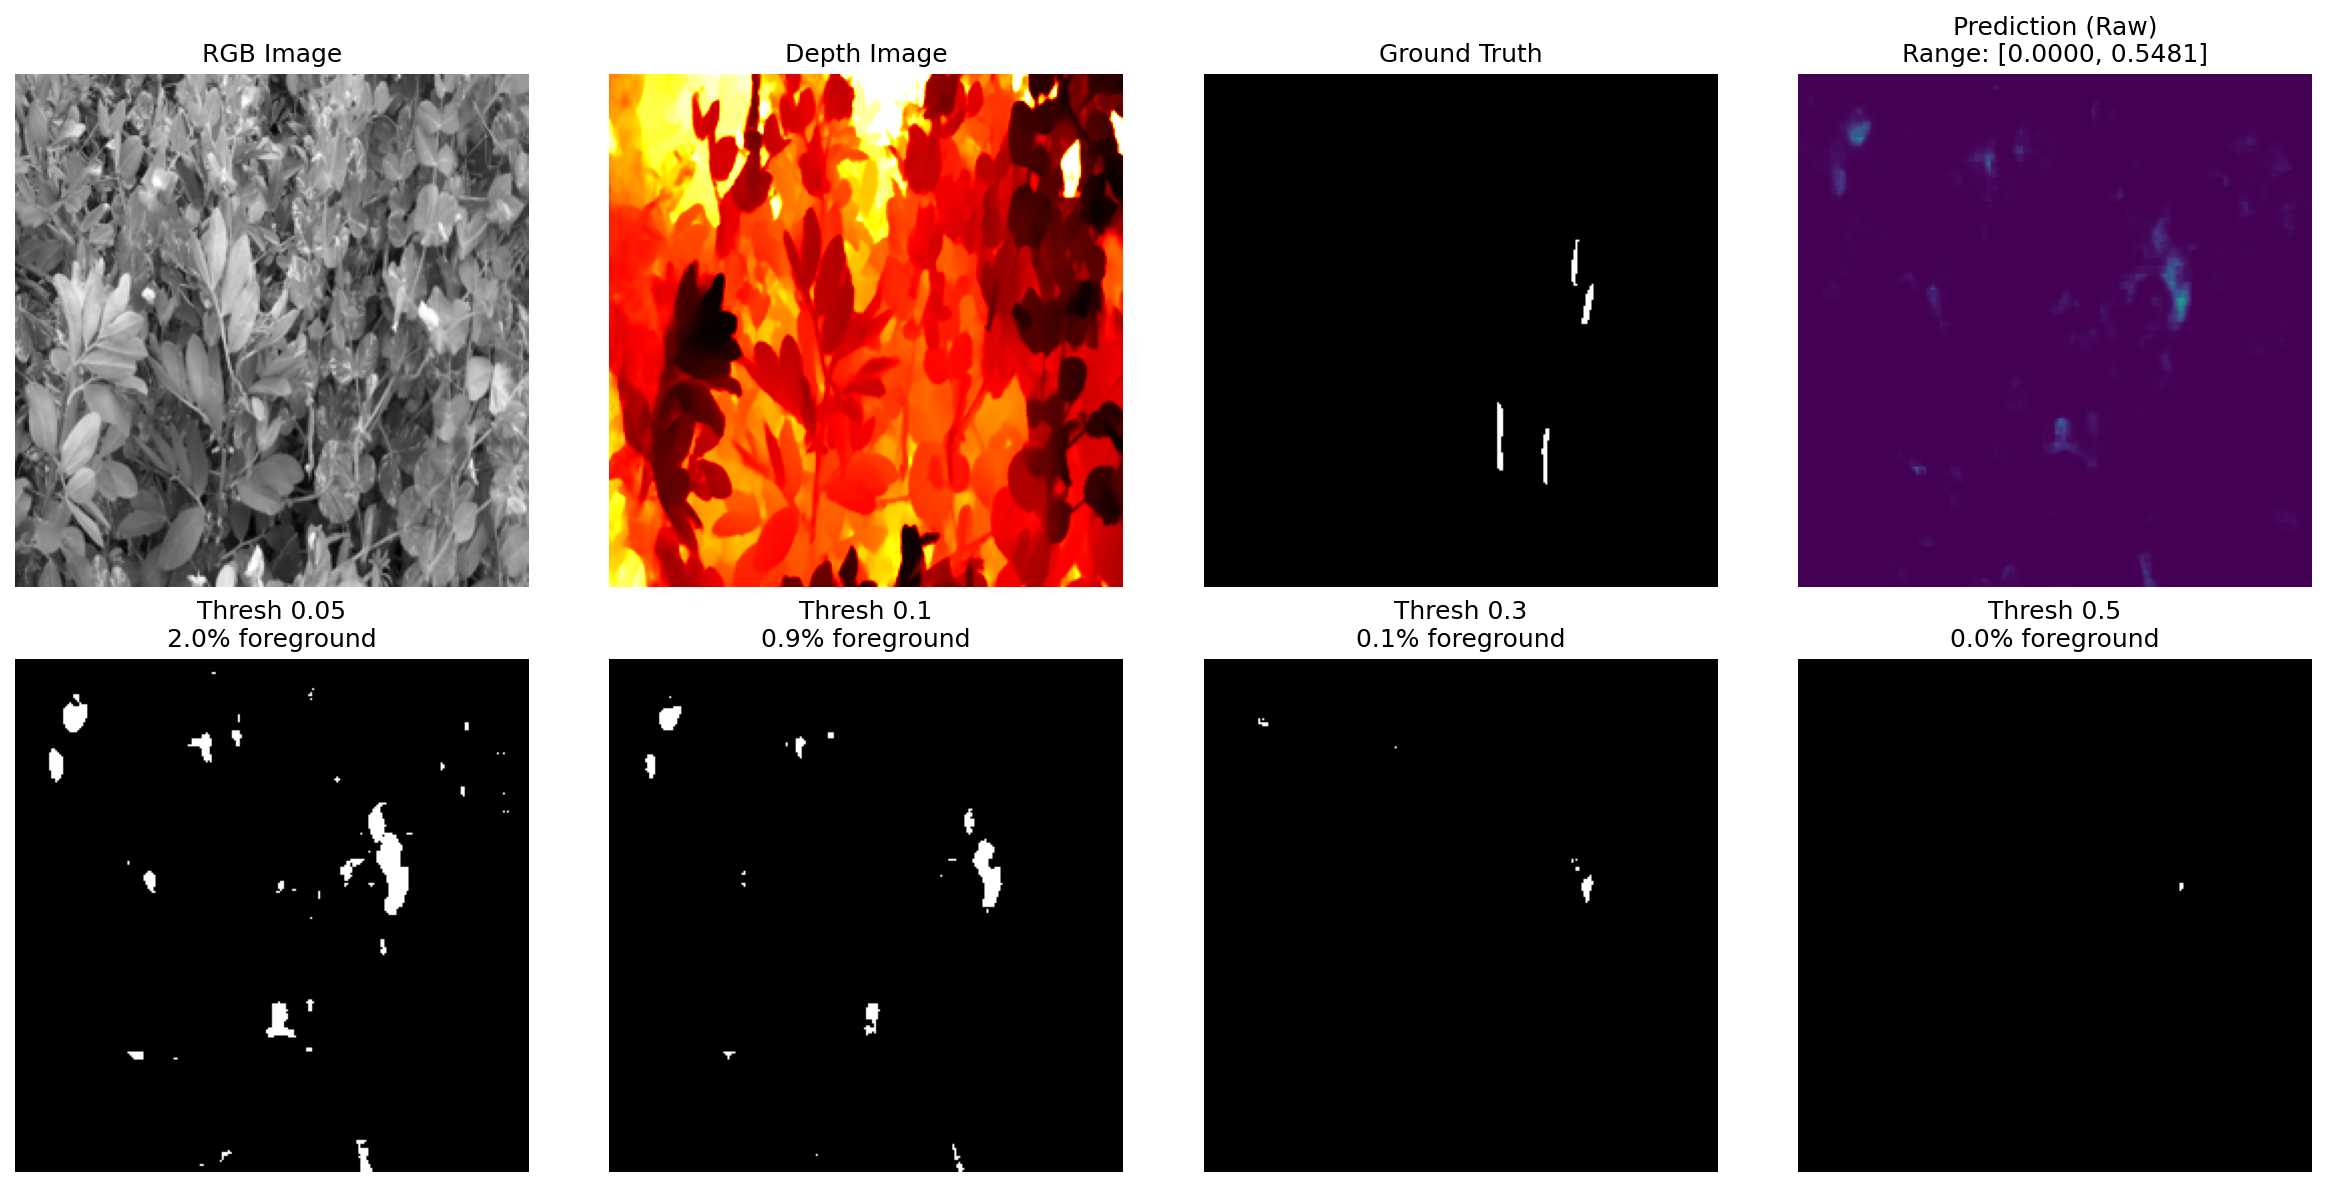 RGB Image
Depth Image
Ground Truth
Prediction (Raw)
Range: [0.0000, 0.5481]
Thresh 0.05
2.0% foreground
Thresh 0.1
0.9% foreground
Thresh 0.3
0.1% foreground
Thresh 0.5
0.0% foreground